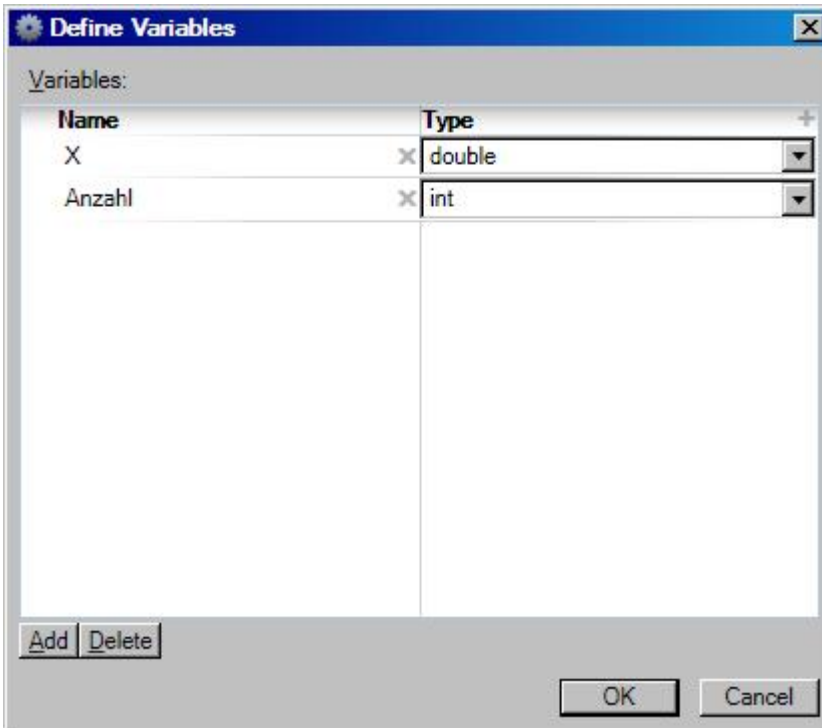 Define Variables
Variables:
Name Type
X double
Anzahl int
Add Delete
OK Cancel